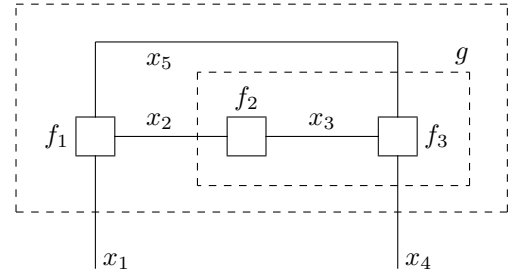 g
x₅
f₂
x₂ x₃
f₁ f₃
x₁ x₄